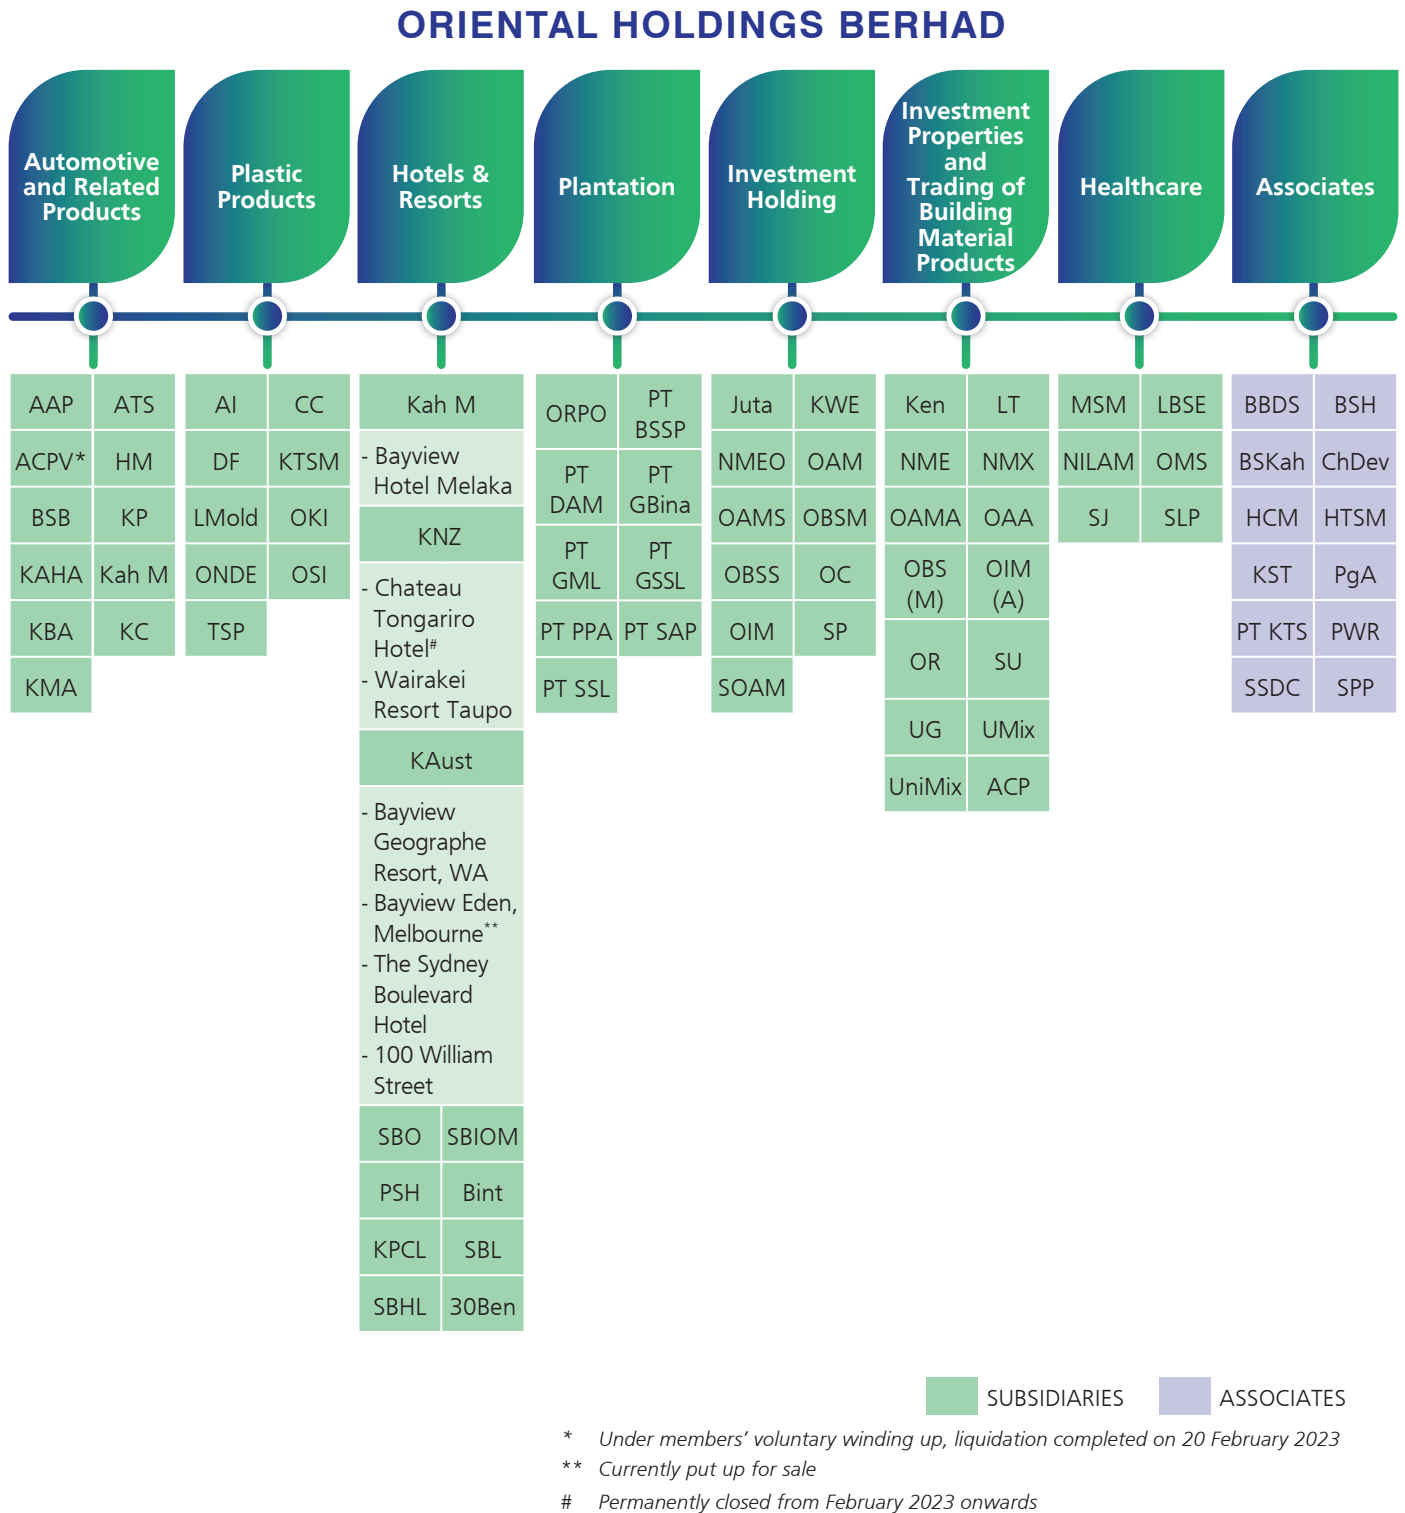 ORIENTAL HOLDINGS BERHAD
Automotive
and Related
Products
Plastic
Products
Hotels &
Resorts
Plantation
Investment
Holding
Investment
Properties
and
Trading of
Building
Material
Products
Healthcare
Associates
AAP ATS
ACPV* HM
BSB KP
KAHA Kah M
KBA KC
KMA
AI CC
DF KTSM
LMold OKI
ONDE OSI
TSP
Kah M
- Bayview
Hotel Melaka
KNZ
- Chateau
Tongariro
Hotel#
- Wairakei
Resort Taupo
KAust
- Bayview
Geographe
Resort, WA
- Bayview Eden,
Melbourne**
- The Sydney
Boulevard
Hotel
- 100 William
Street
SBO SBIOM
PSH Bint
KPCL SBL
SBHL 30Ben
ORPO
PT
BSSP
PT
DAM
PT
GBina
PT
GML
PT
GSSL
PT PPA PT SAP
PT SSL
Juta KWE
NMEO OAM
OAMS OBSM
OBSS OC
OIM SP
SOAM
Ken LT
NME NMX
OAMA OAA
OBS
(M)
OIM
(A)
OR SU
UG UMix
UniMix ACP
MSM LBSE
NILAM OMS
SJ SLP
BBDS BSH
BSKah ChDev
HCM HTSM
KST PgA
PT KTS PWR
SSDC SPP
SUBSIDIARIES ASSOCIATES
* Under members’ voluntary winding up, liquidation completed on 20 February 2023
** Currently put up for sale
# Permanently closed from February 2023 onwards